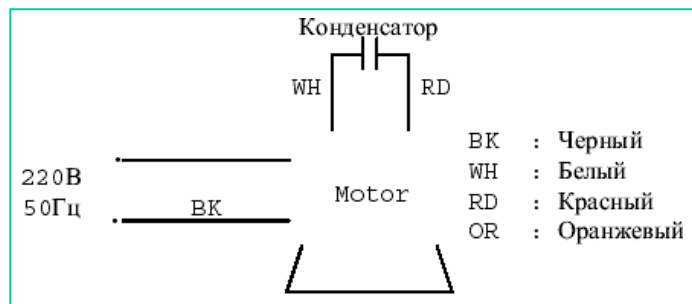 Конденсатор
WH RD
220В
50Гц BK
Motor
BK : Черный
WH : Белый
RD : Красный
OR : Оранжевый